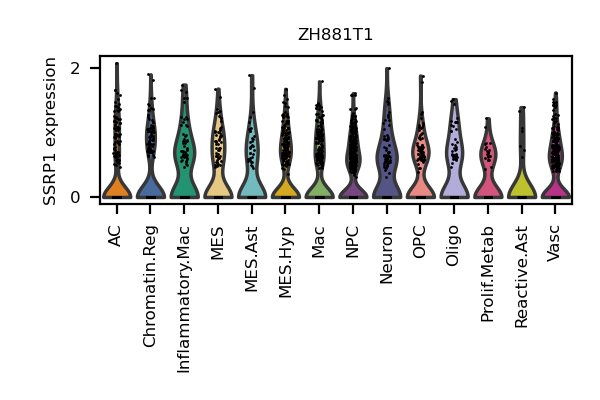 ZH881T1
SSRP1 expression
2
0
AC
Chromatin.Reg
Inflammatory.Mac
MES
MES.Ast
MES.Hyp
Mac
NPC
Neuron
OPC
Oligo
Prolif.Metab
Reactive.Ast
Vasc